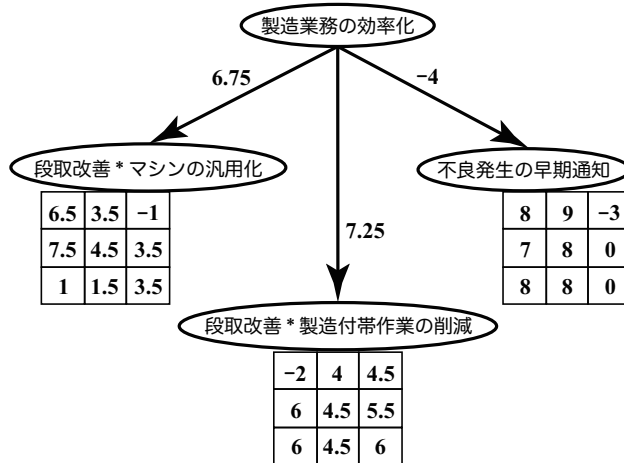 製造業務の効率化
6.75
−4
段取改善 * マシンの汎用化
不良発生の早期通知
6.5 3.5 −1
7.5 4.5 3.5
1 1.5 3.5
8 9 −3
7 8 0
8 8 0
7.25
段取改善 * 製造付帯作業の削減
−2 4 4.5
6 4.5 5.5
6 4.5 6